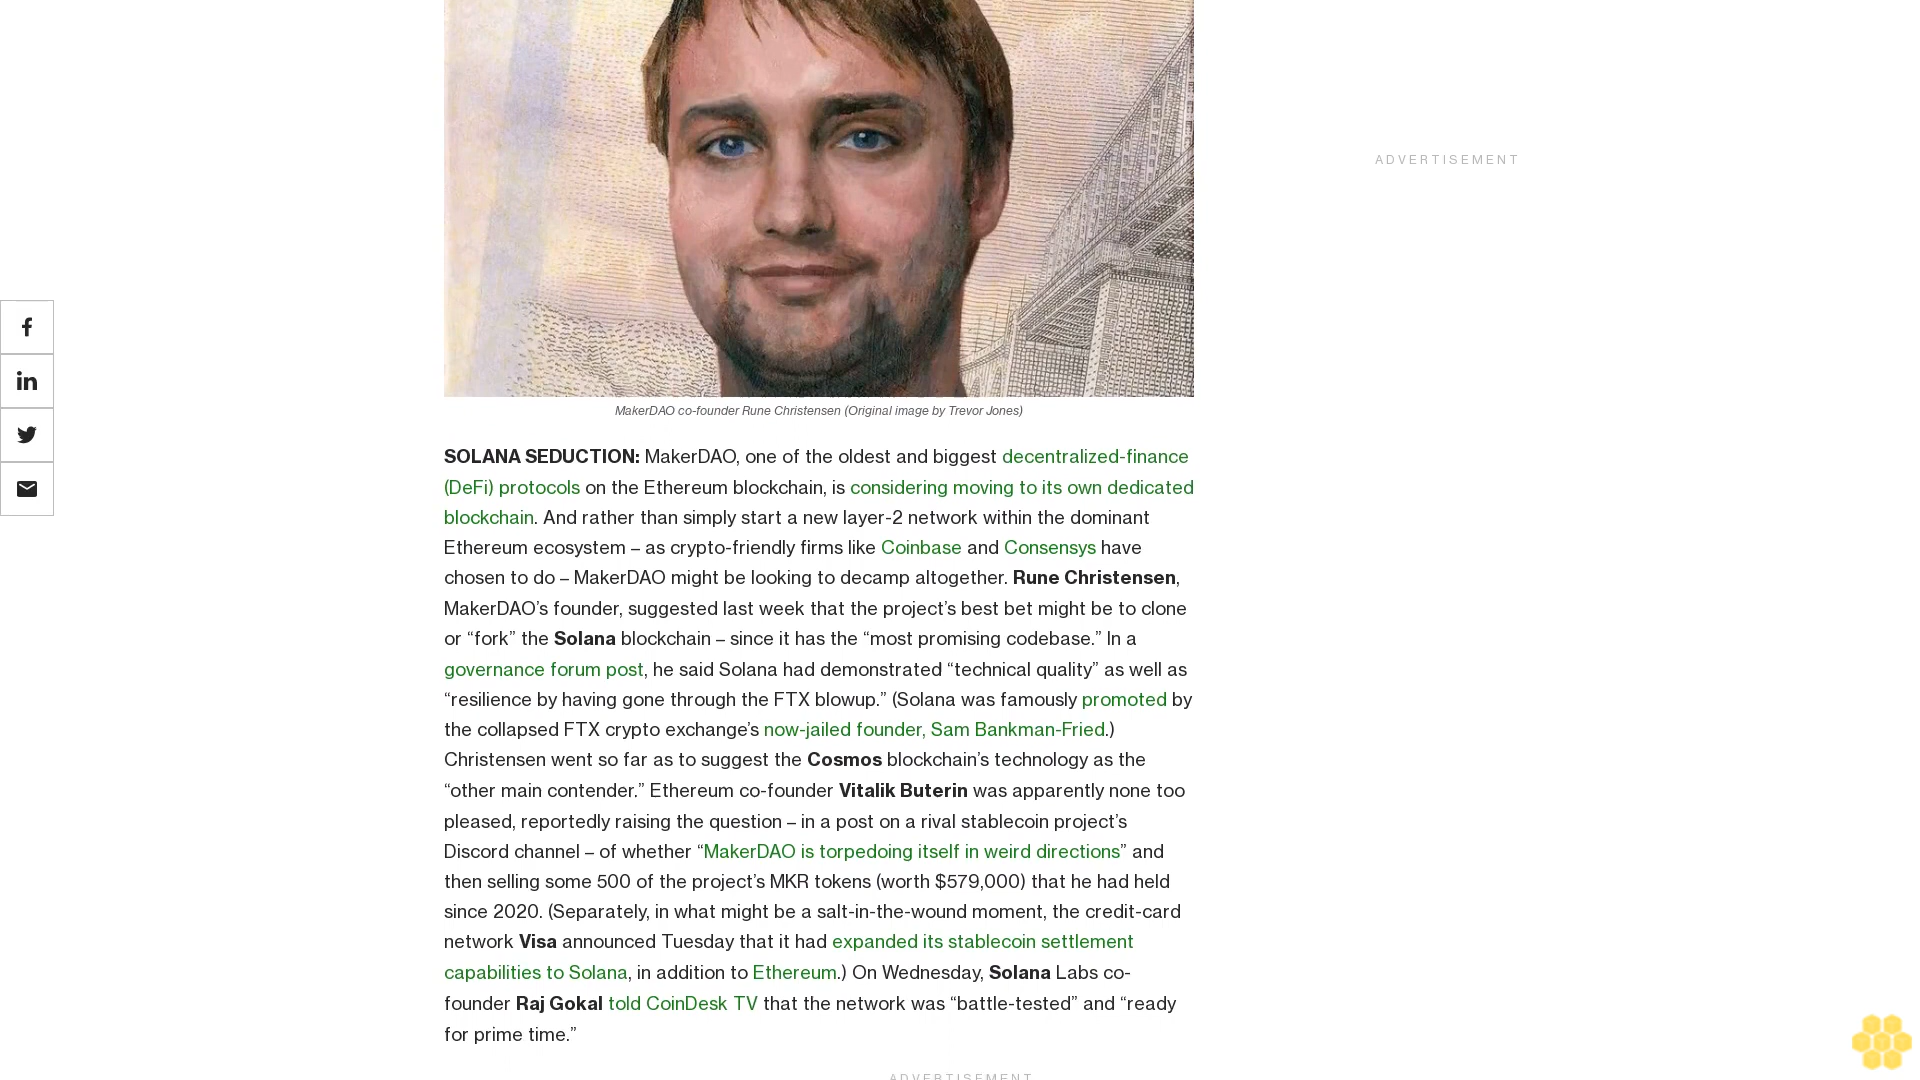 ADVERTISEMENT
MakerDAO co-founder Rune Christensen (Original image by Trevor Jones)
SOLANA SEDUCTION: MakerDAO, one of the oldest and biggest decentralized-finance
(DeFi) protocols on the Ethereum blockchain, is considering moving to its own dedicated
blockchain. And rather than simply start a new layer-2 network within the dominant
Ethereum ecosystem – as crypto-friendly firms like Coinbase and Consensys have
chosen to do – MakerDAO might be looking to decamp altogether. Rune Christensen,
MakerDAO’s founder, suggested last week that the project’s best bet might be to clone
or “fork” the Solana blockchain – since it has the “most promising codebase.” In a
governance forum post, he said Solana had demonstrated “technical quality” as well as
“resilience by having gone through the FTX blowup.” (Solana was famously promoted by
the collapsed FTX crypto exchange’s now-jailed founder, Sam Bankman-Fried.)
Christensen went so far as to suggest the Cosmos blockchain’s technology as the
“other main contender.” Ethereum co-founder Vitalik Buterin was apparently none too
pleased, reportedly raising the question – in a post on a rival stablecoin project’s
Discord channel – of whether “MakerDAO is torpedoing itself in weird directions” and
then selling some 500 of the project’s MKR tokens (worth $579,000) that he had held
since 2020. (Separately, in what might be a salt-in-the-wound moment, the credit-card
network Visa announced Tuesday that it had expanded its stablecoin settlement
capabilities to Solana, in addition to Ethereum.) On Wednesday, Solana Labs co-
founder Raj Gokal told CoinDesk TV that the network was “battle-tested” and “ready
for prime time.”
ADVERTISEMENT